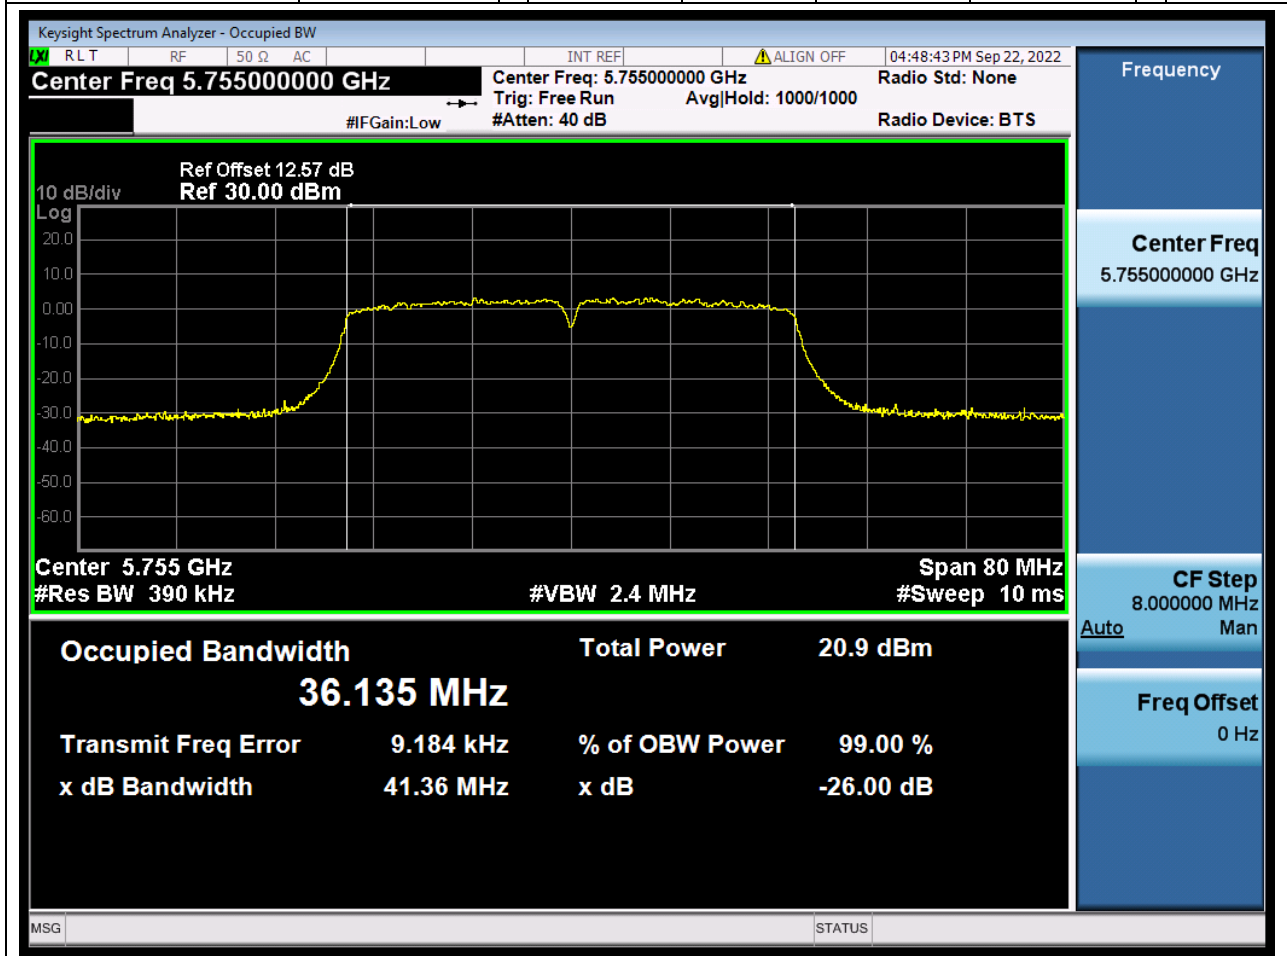 Keysight Spectrum Analyzer - Occupied BW
LXI RLT RF 50 Ω AC INT REF ALIGN OFF 04:48:43 PM Sep 22, 2022
Center Freq 5.755000000 GHz
Center Freq: 5.755000000 GHz Radio Std: None
Trig: Free Run Avg|Hold: 1000/1000
#IFGain:Low #Atten: 40 dB Radio Device: BTS
Ref Offset 12.57 dB
10 dB/div Ref 30.00 dBm
Log
20.0
10.0
0.00
-10.0
-20.0
-30.0
-40.0
-50.0
-60.0
Center 5.755 GHz Span 80 MHz
#Res BW 390 kHz #VBW 2.4 MHz #Sweep 10 ms
Occupied Bandwidth Total Power 20.9 dBm
36.135 MHz
Transmit Freq Error 9.184 kHz % of OBW Power 99.00 %
x dB Bandwidth 41.36 MHz x dB -26.00 dB
MSG STATUS
Frequency
Center Freq
5.755000000 GHz
CF Step
8.000000 MHz
Auto Man
Freq Offset
0 Hz